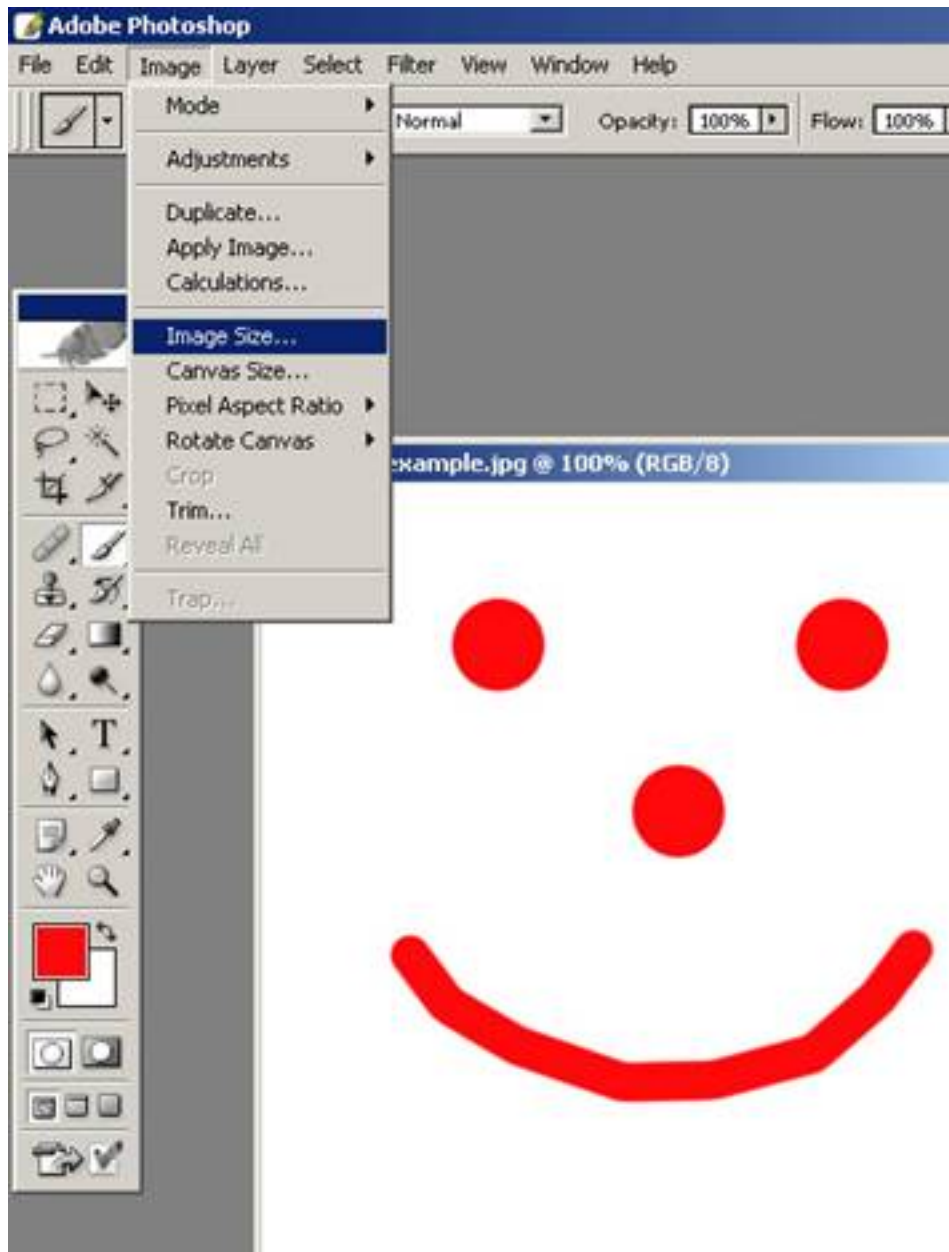 Adobe Photoshop
File Edit Image Layer Select Filter View Window Help
Normal Opacity: 100% Flow: 100%
Mode
Adjustments
Duplicate...
Apply Image...
Calculations...
Image Size...
Canvas Size...
Pixel Aspect Ratio
Rotate Canvas
Crop
Trim...
Reveal All
Trap...
example.jpg @ 100% (RGB/8)
T